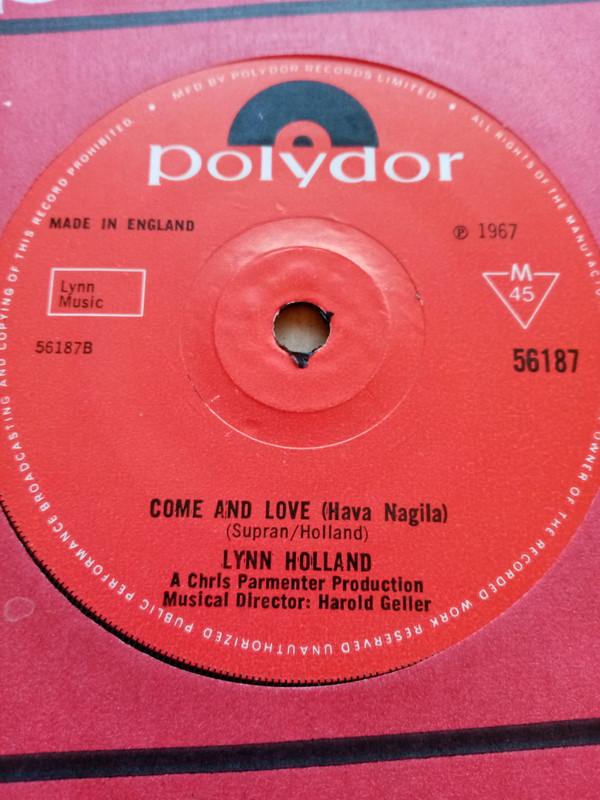 MFD BY POLYDOR RECORDS LIMITED • ALL RIGHTS OF THE MANUFACTU
OWNER OF THE RECORDED WORK RESERVED UNAUTHORIZED PUBLIC PERFORMANCE BROADCASTING AND COPYING OF THIS RECORD PROHIBITED. •
polydor
MADE IN ENGLAND
℗ 1967
Lynn
Music
M
45
56187B
56187
COME AND LOVE (Hava Nagila)
(Supran/Holland)
LYNN HOLLAND
A Chris Parmenter Production
Musical Director: Harold Geller